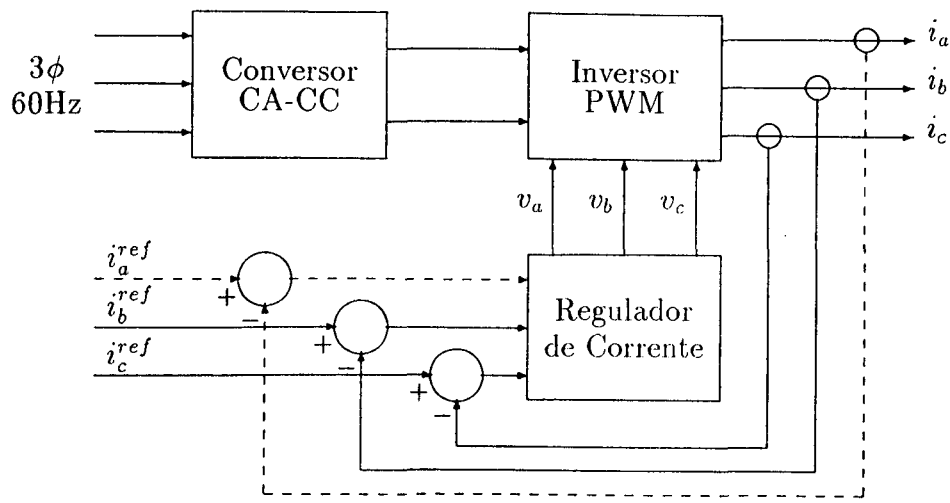 3ϕ
60Hz
Conversor
CA-CC
Inversor
PWM
i_a
i_b
i_c
v_a v_b v_c
i_a^{ref}
+
−
i_b^{ref}
+
−
i_c^{ref}
+
−
Regulador
de Corrente